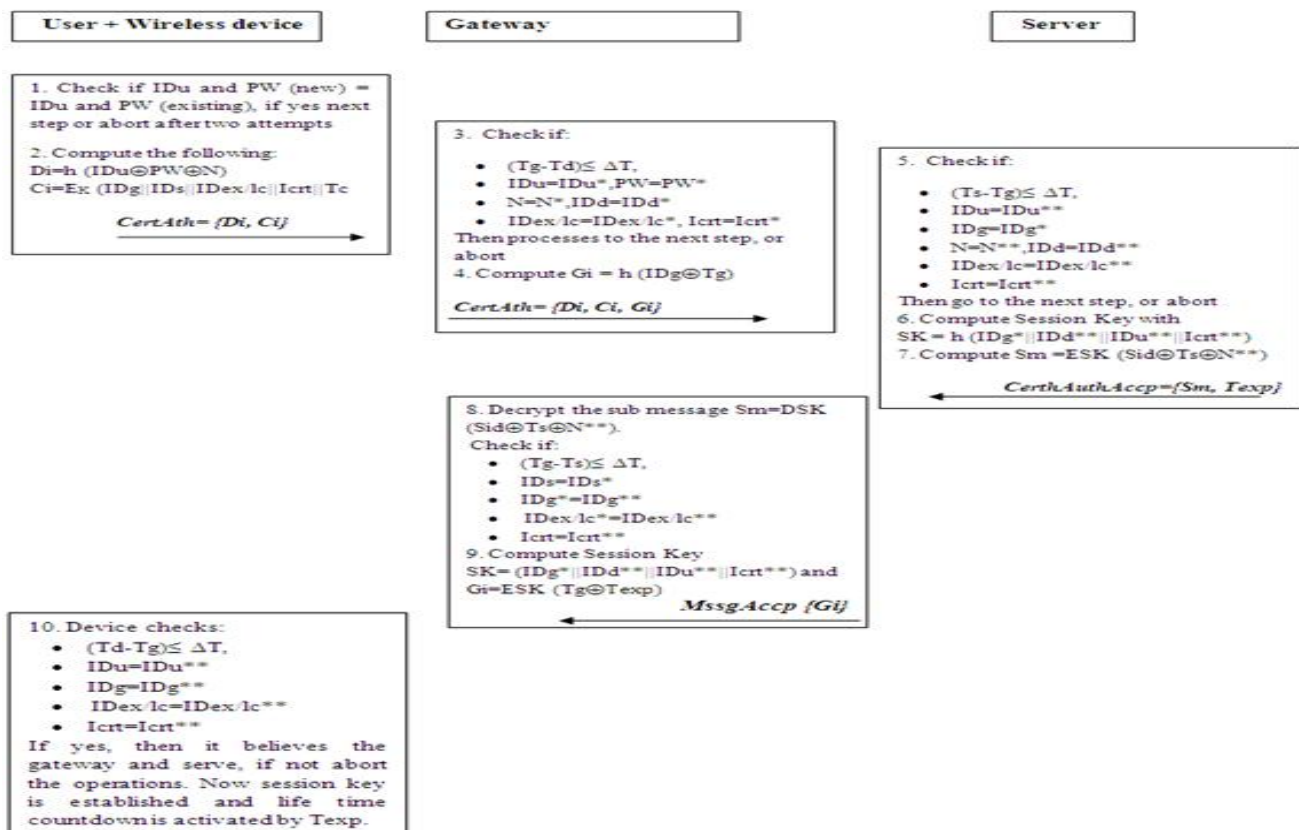 User + Wireless device
Gateway
Server
1. Check if IDu and PW (new) =
IDu and PW (existing), if yes next
step or abort after two attempts
2. Compute the following:
Di=h (IDu⊕PW⊕N)
Ci=EK (IDg||IDs||IDex/lc||Icrt||Tc
CertAth= {Di, Ci}
3. Check if:
• (Tg-Td)≤ ΔT,
• IDu=IDu*,PW=PW*
• N=N*,IDd=IDd*
• IDex/lc=IDex/lc*, Icrt=Icrt*
Then processes to the next step, or
abort
4. Compute Gi = h (IDg⊕Tg)
CertAth= {Di, Ci, Gi}
5. Check if:
• (Ts-Tg)≤ ΔT,
• IDu=IDu**
• IDg=IDg*
• N=N**,IDd=IDd**
• IDex/lc=IDex/lc**
• Icrt=Icrt**
Then go to the next step, or abort
6. Compute Session Key with
SK = h (IDg*||IDd**||IDu**||Icrt**)
7. Compute Sm =ESK (Sid⊕Ts⊕N**)
CerthAuthAccp={Sm, Texp}
8. Decrypt the sub message Sm=DSK
(Sid⊕Ts⊕N**).
Check if:
• (Tg-Ts)≤ ΔT,
• IDs=IDs*
• IDg*=IDg**
• IDex/lc*=IDex/lc**
• Icrt=Icrt**
9. Compute Session Key
SK= (IDg*||IDd**||IDu**||Icrt**) and
Gi=ESK (Tg⊕Texp)
MssgAccp {Gi}
10. Device checks:
• (Td-Tg)≤ ΔT,
• IDu=IDu**
• IDg=IDg**
• IDex/lc=IDex/lc**
• Icrt=Icrt**
If yes, then it believes the
gateway and serve, if not abort
the operations. Now session key
is established and life time
countdown is activated by Texp.